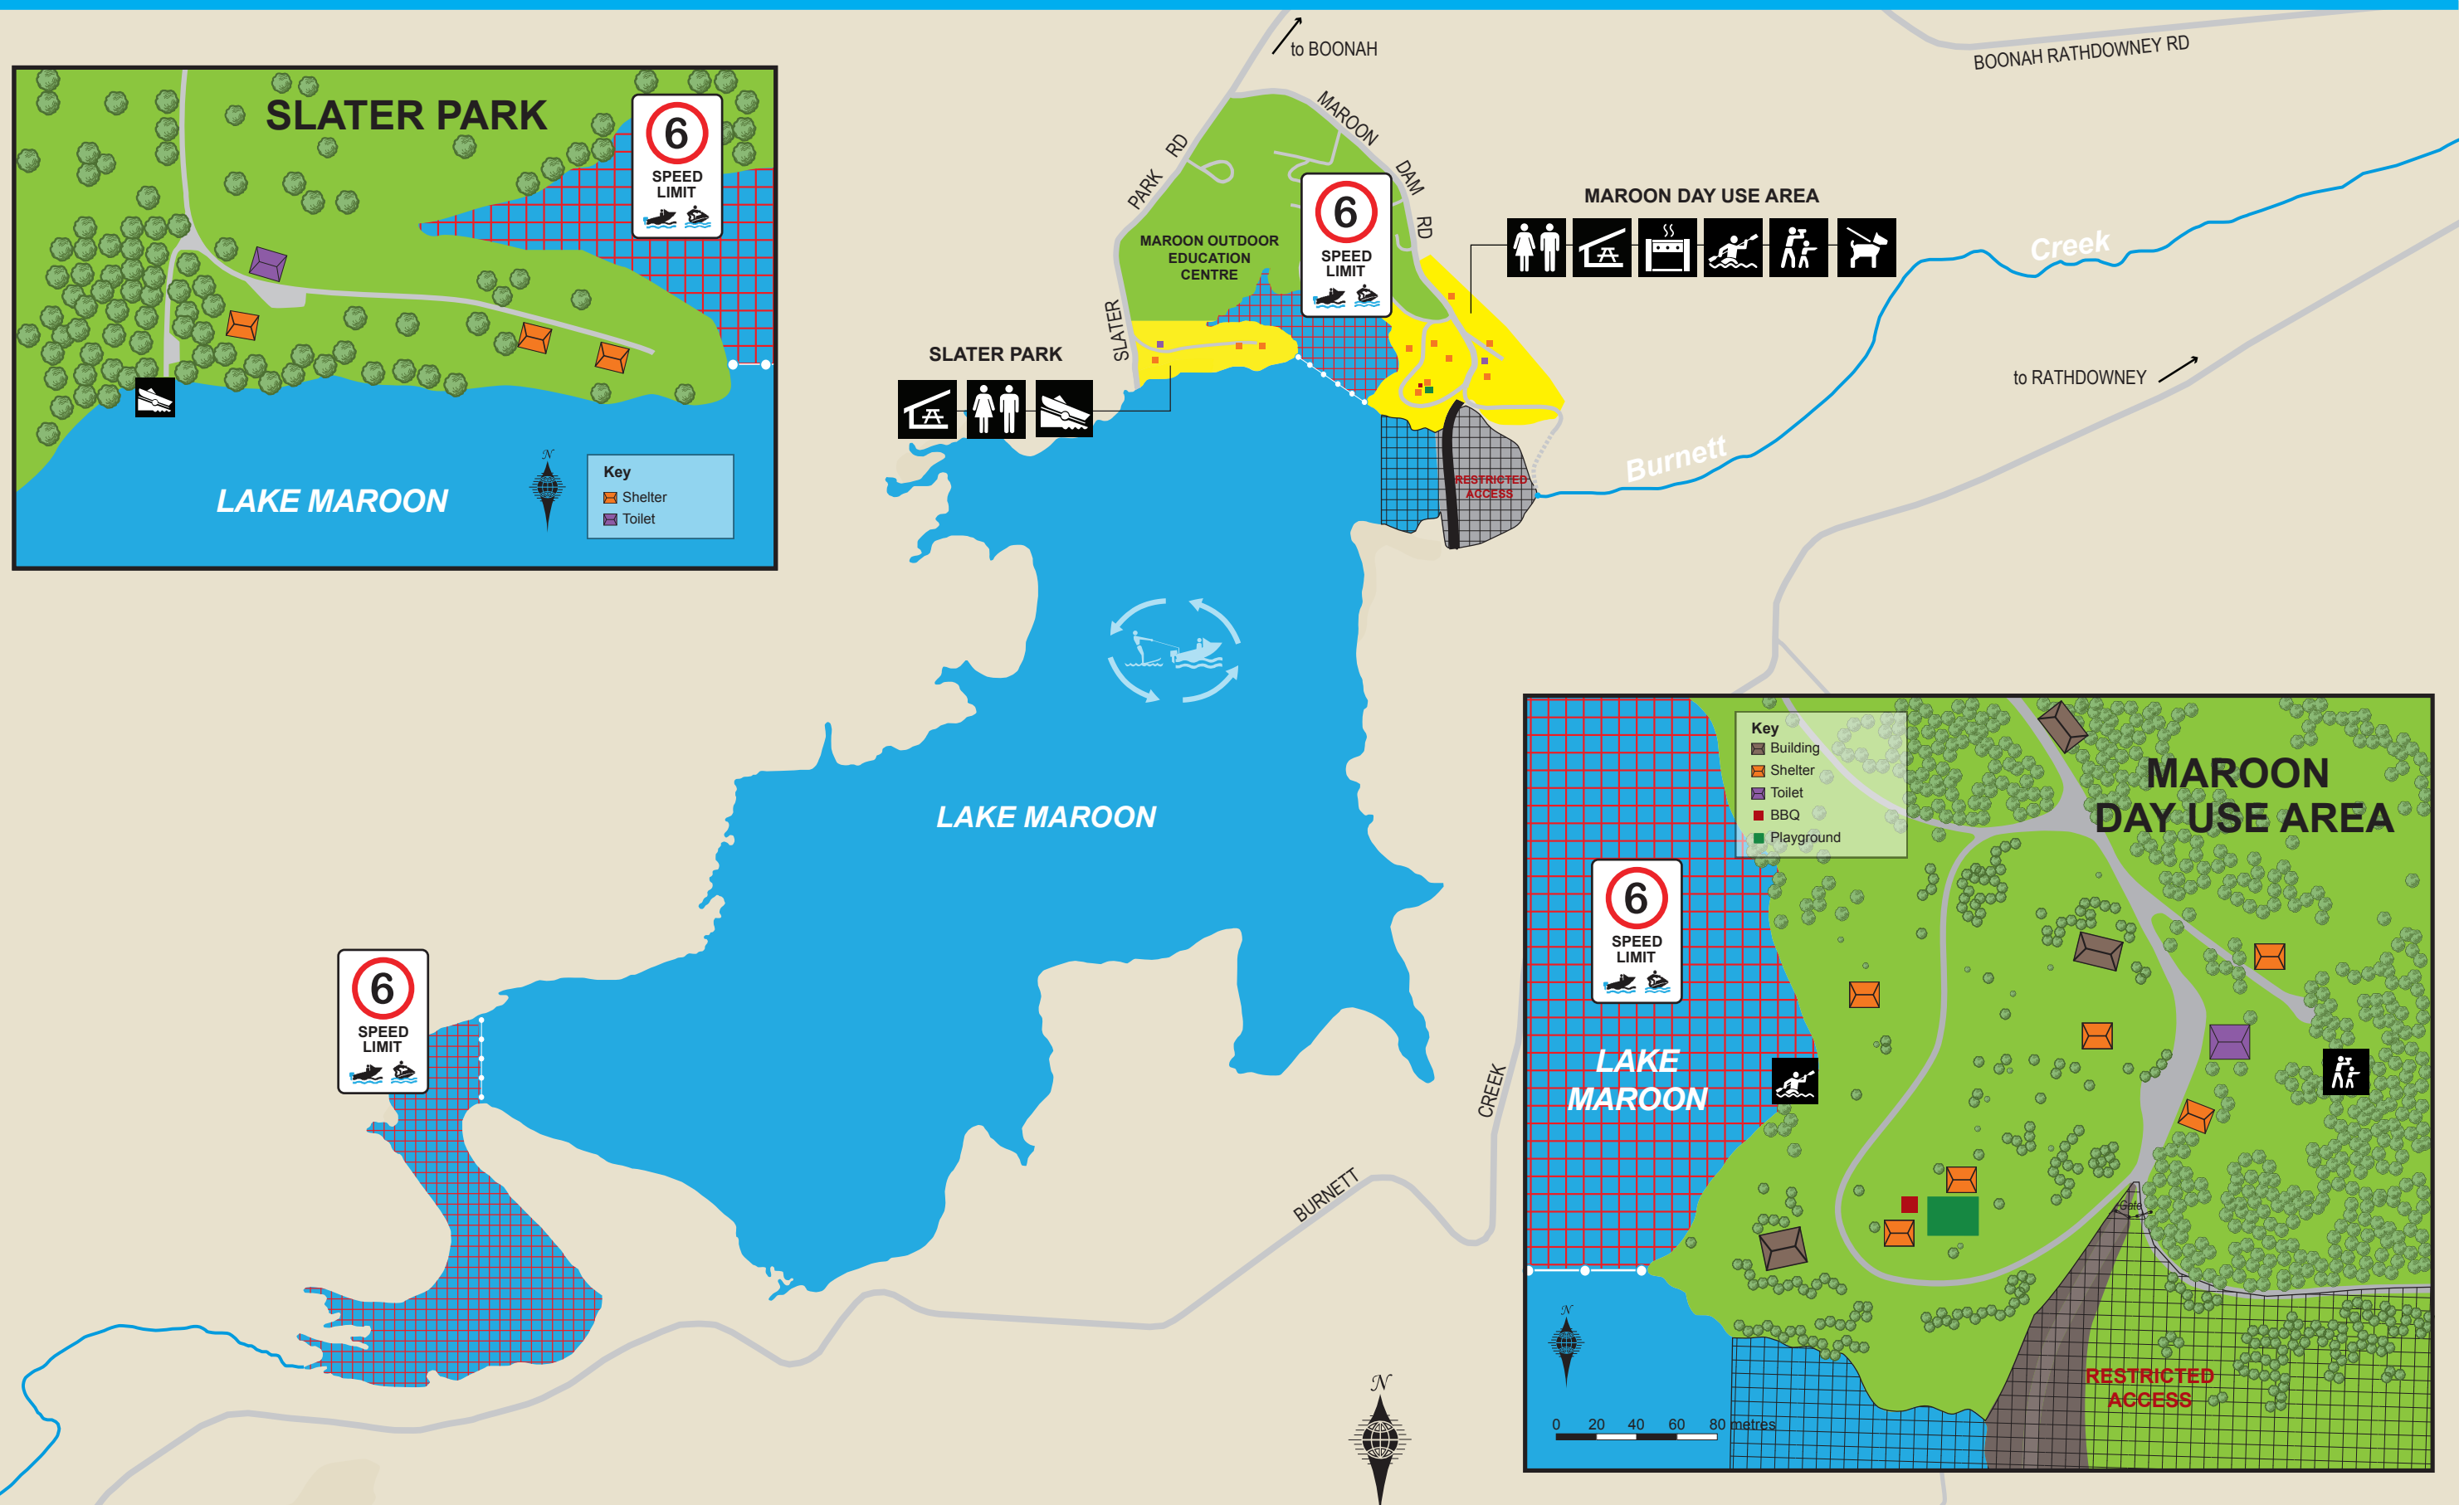 to BOONAH
BOONAH RATHDOWNEY RD
SLATER PARK
6
SPEED
LIMIT
LAKE MAROON
N
Key
Shelter
Toilet
SLATER
PARK
RD
MAROON
DAM
RD
MAROON OUTDOOR
EDUCATION
CENTRE
6
SPEED
LIMIT
MAROON DAY USE AREA
SLATER PARK
RESTRICTED
ACCESS
Burnett
Creek
to RATHDOWNEY
LAKE MAROON
6
SPEED
LIMIT
BURNETT
CREEK
N
Key
Building
Shelter
Toilet
BBQ
Playground
MAROON
DAY USE AREA
6
SPEED
LIMIT
LAKE
MAROON
Gate
N
RESTRICTED
ACCESS
0 20 40 60 80 metres